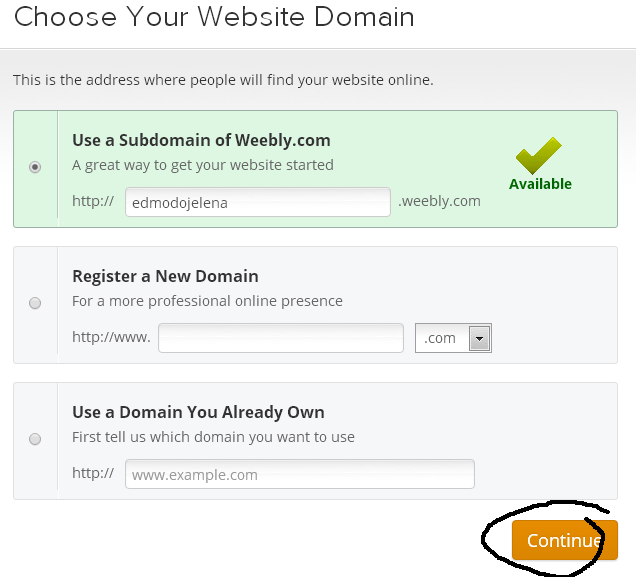 Choose Your Website Domain
This is the address where people will find your website online.
Use a Subdomain of Weebly.com
A great way to get your website started
Available
http:// edmodojelena .weebly.com
Register a New Domain
For a more professional online presence
http://www. .com
Use a Domain You Already Own
First tell us which domain you want to use
http:// www.example.com
Continue